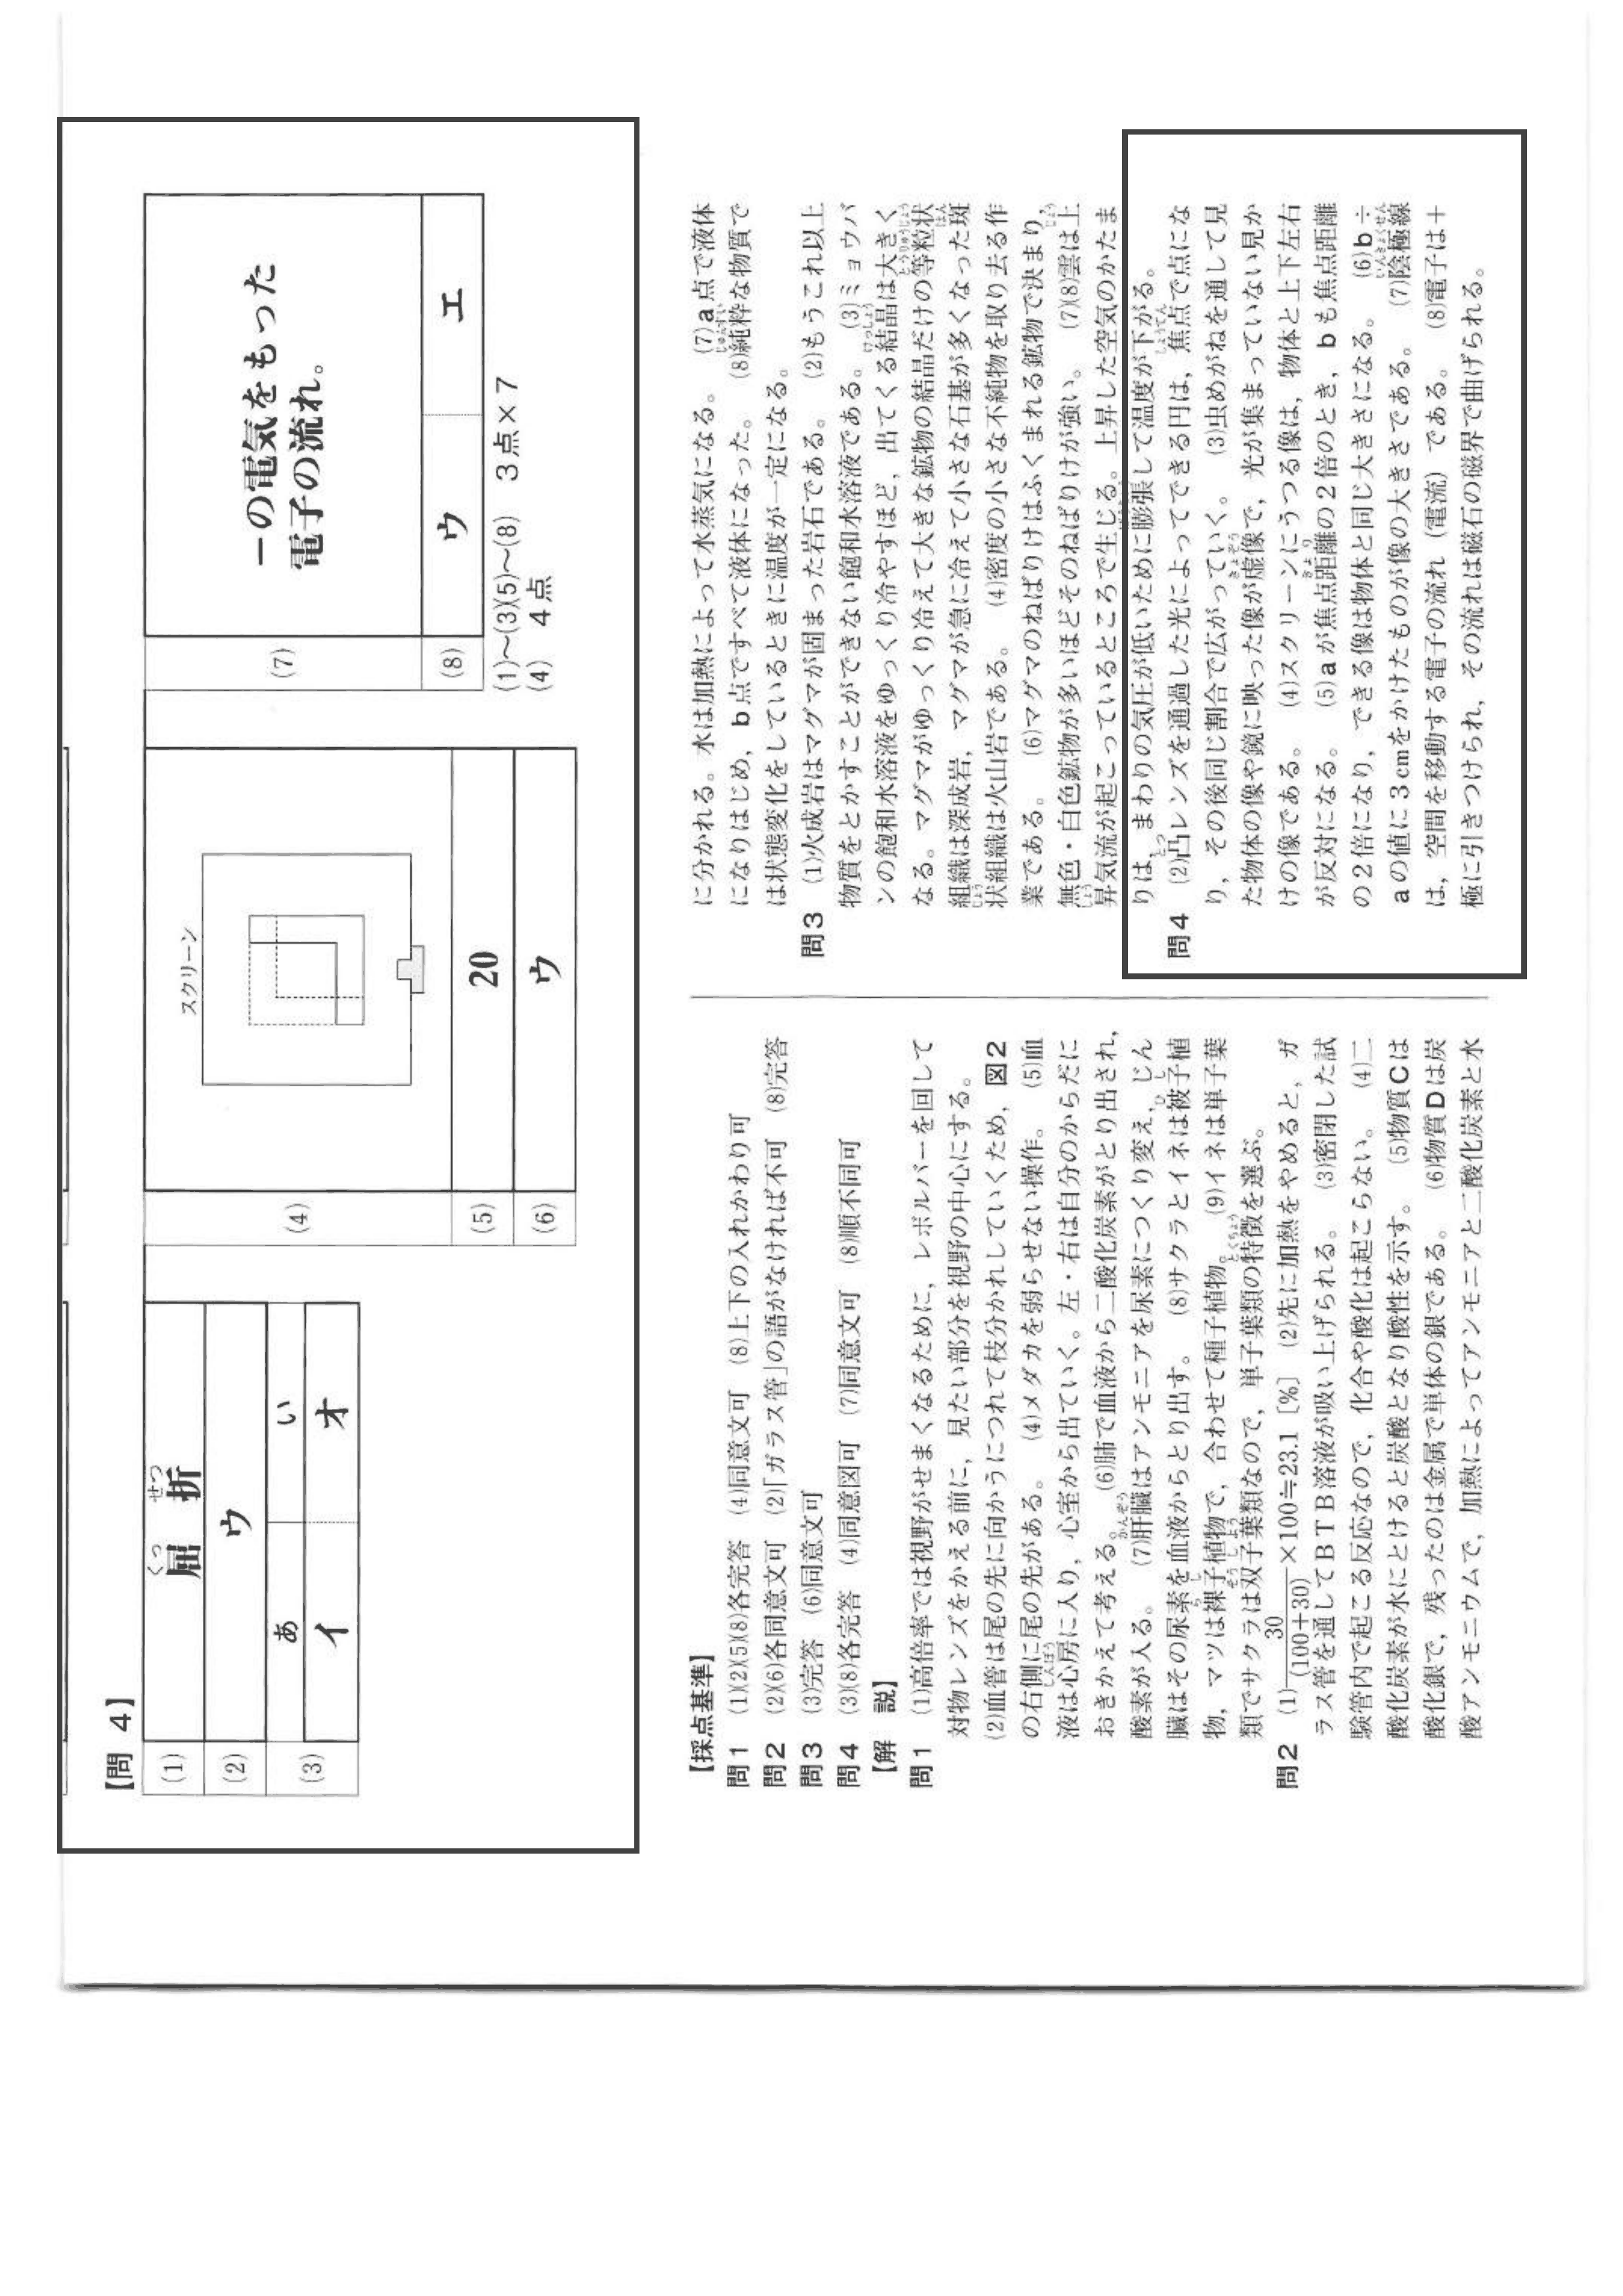 【問 4】
(1) 屈折
くっ せつ
(2) ウ
(3) あ い
イ オ
(4) スクリーン
(5) 20
(6) ウ
(7) －の電気をもった
電子の流れ。
(8) ウ エ
(1)～(3)(5)～(8) 3点×7
(4) 4点
【採点基準】
問1 (1)(2)(5)(8)各完答 (4)同意文可 (8)上下の入れかわり可
問2 (2)(6)各同意文可 (2)「ガラス管」の語がなければ不可 (8)完答
問3 (3)完答 (6)同意文可
問4 (3)(8)各完答 (4)同意図可 (7)同意文可 (8)順不同可
【解 説】
問1 (1)高倍率では視野がせまくなるために，レボルバーを回して
対物レンズをかえる前に，見たい部分を視野の中心にする。
(2)血管は尾の先に向かうにつれて枝分かれしていくため，図2
の右側に尾の先がある。 (4)メダカを弱らせない操作。 (5)血
液は心房に入り，心室から出ていく。左・右は自分のからだに
おきかえて考える。 (6)肺で血液から二酸化炭素がとり出され，
酸素が入る。 (7)肝臓はアンモニアを尿素につくり変え，じん
臓はその尿素を血液からとり出す。 (8)サクラとイネは被子植
物，マツは裸子植物で，合わせて種子植物。 (9)イネは単子葉
類でサクラは双子葉類なので，単子葉類の特徴を選ぶ。
問2 (1) 30/(100+30)×100≒23.1［％］ (2)先に加熱をやめると，ガ
ラス管を通してＢＴＢ溶液が吸い上げられる。 (3)密閉した試
験管内で起こる反応なので，化合や酸化は起こらない。 (4)二
酸化炭素が水にとけると炭酸となり酸性を示す。 (5)物質Cは
酸化銀で，残ったのは金属で単体の銀である。 (6)物質Dは炭
酸アンモニウムで，加熱によってアンモニアと二酸化炭素と水
に分かれる。水は加熱によって水蒸気になる。 (7)a点で液体
になりはじめ，b点ですべて液体になった。 (8)純粋な物質で
は状態変化をしているときに温度が一定になる。
問3 (1)火成岩はマグマが固まった岩石である。 (2)もうこれ以上
物質をとかすことができない飽和水溶液である。 (3)ミョウバ
ンの飽和水溶液をゆっくり冷やすほど，出てくる結晶は大きく
なる。マグマがゆっくり冷えて大きな鉱物の結晶だけの等粒状
組織は深成岩，マグマが急に冷えて小さな石基が多くなった斑
状組織は火山岩である。 (4)密度の小さな不純物を取り去る作
業である。 (6)マグマのねばりけはふくまれる鉱物で決まり，
無色・白色鉱物が多いほどそのねばりけが強い。 (7)(8)雲は上
昇気流が起こっているところで生じる。上昇した空気のかたま
りは，まわりの気圧が低いために膨張して温度が下がる。
問4 (2)凸レンズを通過した光によってできる円は，焦点で点にな
り，その後同じ割合で広がっていく。 (3)虫めがねを通して見
た物体の像や鏡に映った像が虚像で，光が集まっていない見か
けの像である。 (4)スクリーンにうつる像は，物体と上下左右
が反対になる。 (5)aが焦点距離の2倍のとき，bも焦点距離
の2倍になり，できる像は物体と同じ大きさになる。 (6)b÷
aの値に3cmをかけたものが像の大きさである。 (7)陰極線
は，空間を移動する電子の流れ（電流）である。 (8)電子は＋
極に引きつけられ，その流れは磁石の磁界で曲げられる。